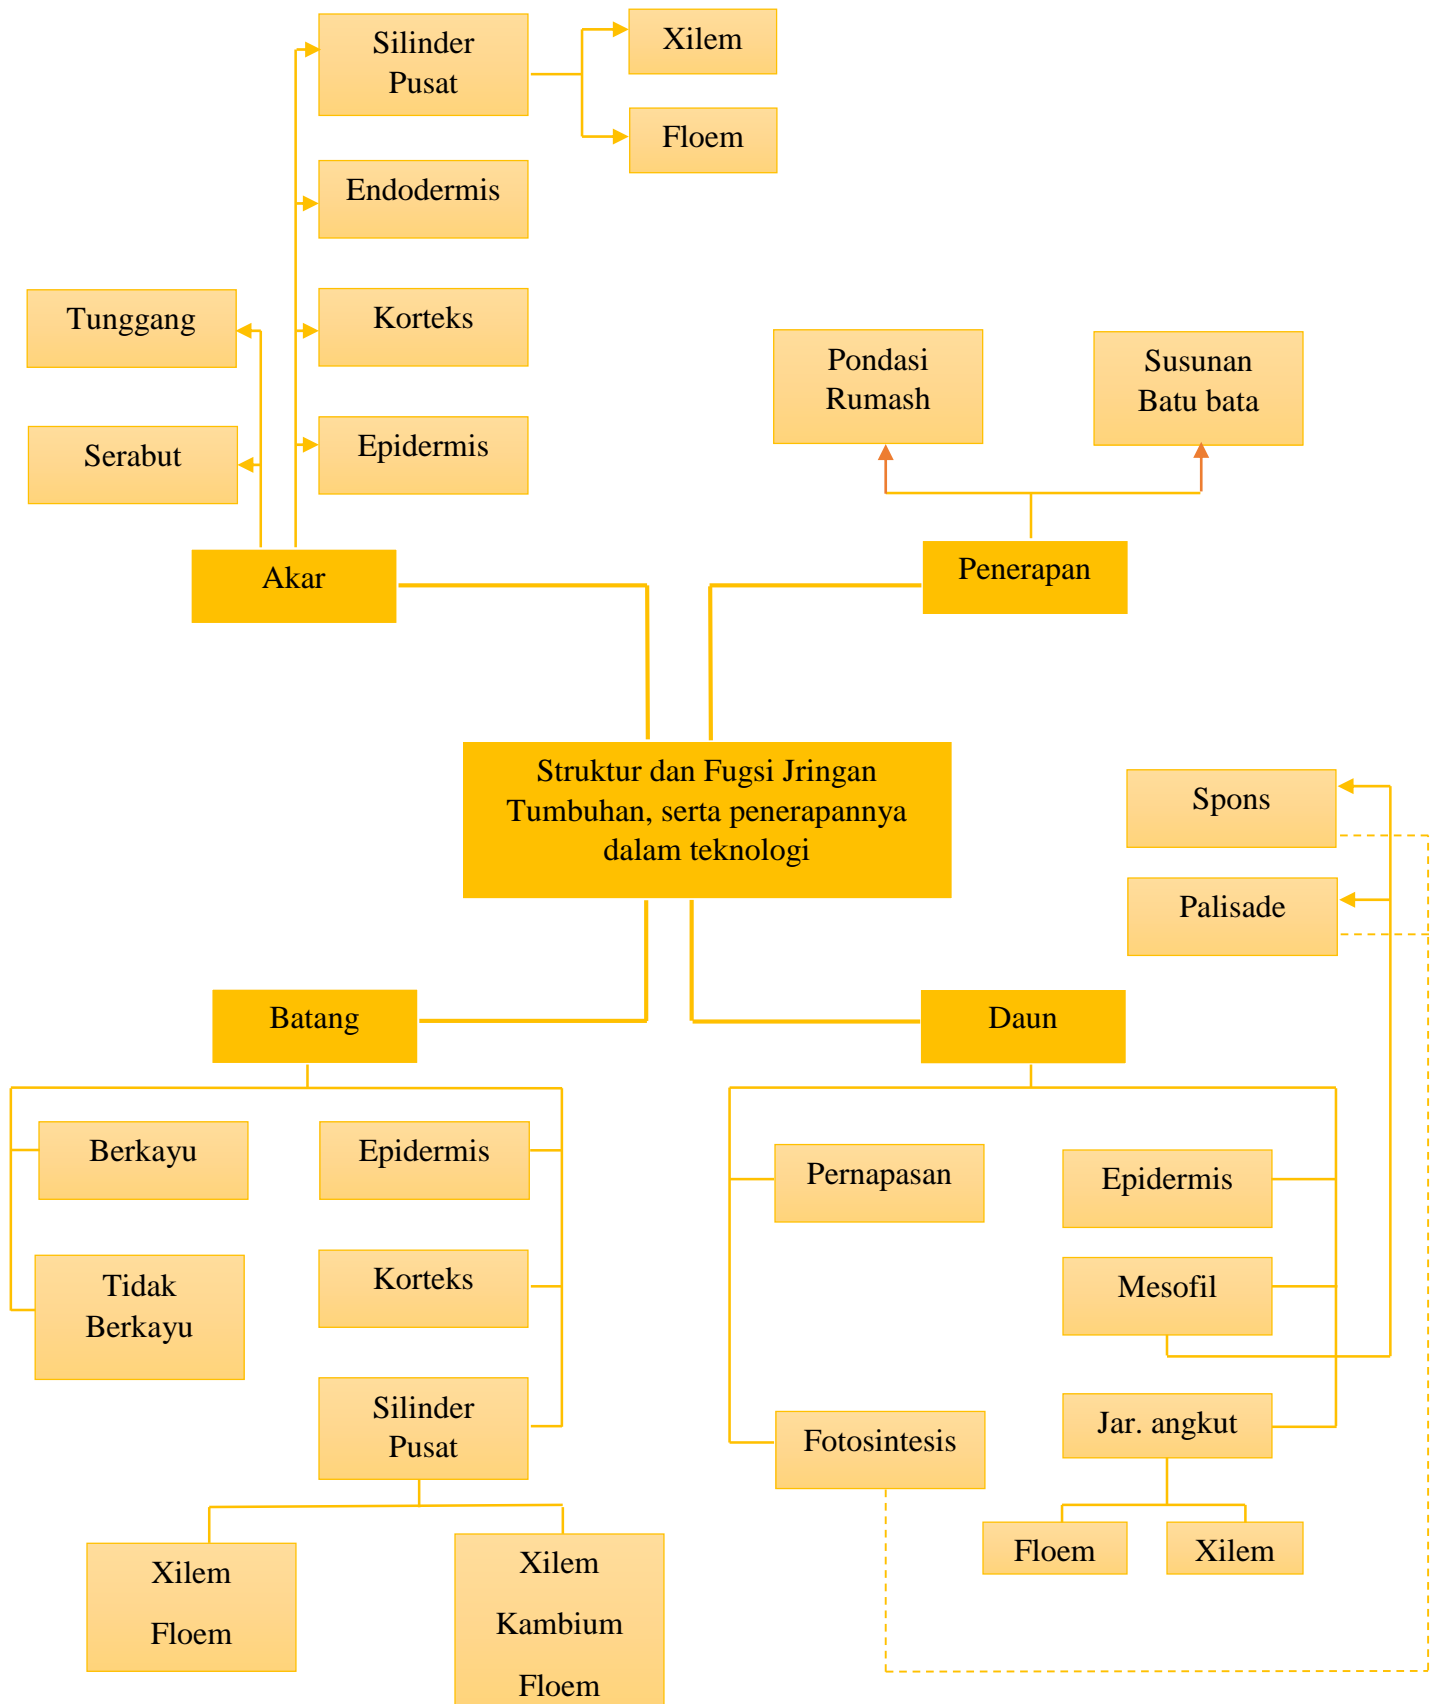 Silinder
Pusat
Xilem
Floem
Endodermis
Korteks
Epidermis
Tunggang
Serabut
Akar
Pondasi
Rumash
Susunan
Batu bata
Penerapan
Struktur dan Fugsi Jringan
Tumbuhan, serta penerapannya
dalam teknologi
Spons
Palisade
Batang
Berkayu
Tidak
Berkayu
Epidermis
Korteks
Silinder
Pusat
Xilem
Floem
Xilem
Kambium
Floem
Daun
Pernapasan
Fotosintesis
Epidermis
Mesofil
Jar. angkut
Floem
Xilem